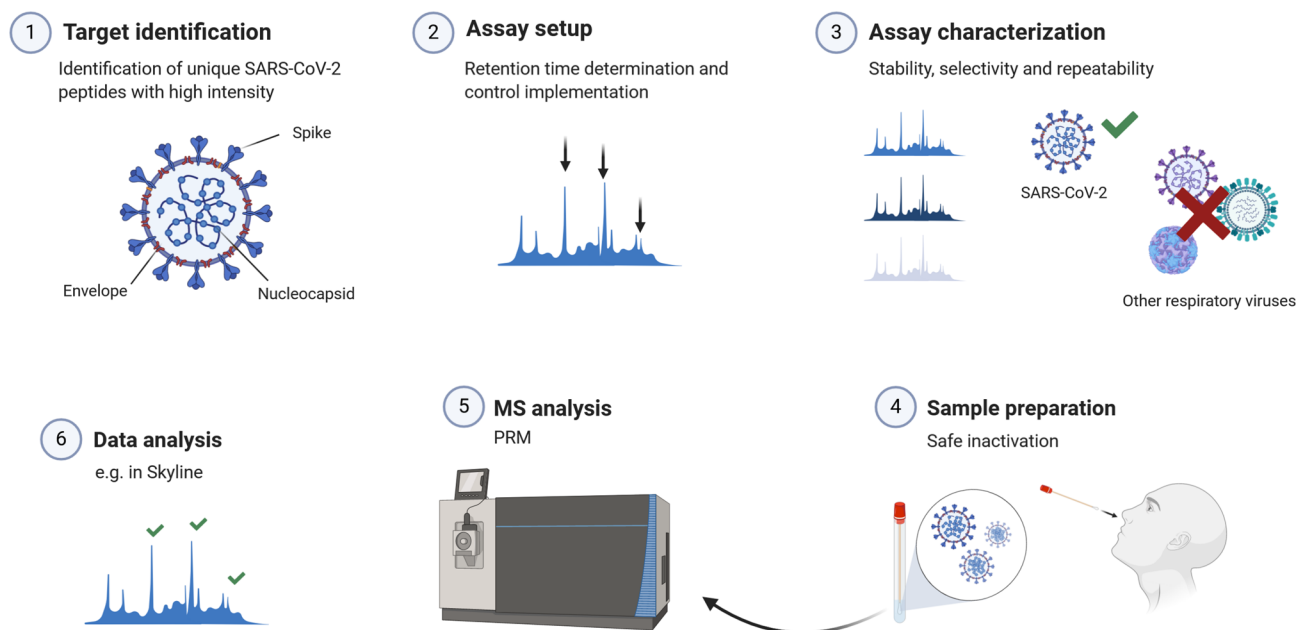 1
Target identification
Identification of unique SARS-CoV-2
peptides with high intensity
Spike
Envelope
Nucleocapsid
2
Assay setup
Retention time determination and
control implementation
3
Assay characterization
Stability, selectivity and repeatability
SARS-CoV-2
Other respiratory viruses
4
Sample preparation
Safe inactivation
5
MS analysis
PRM
6
Data analysis
e.g. in Skyline